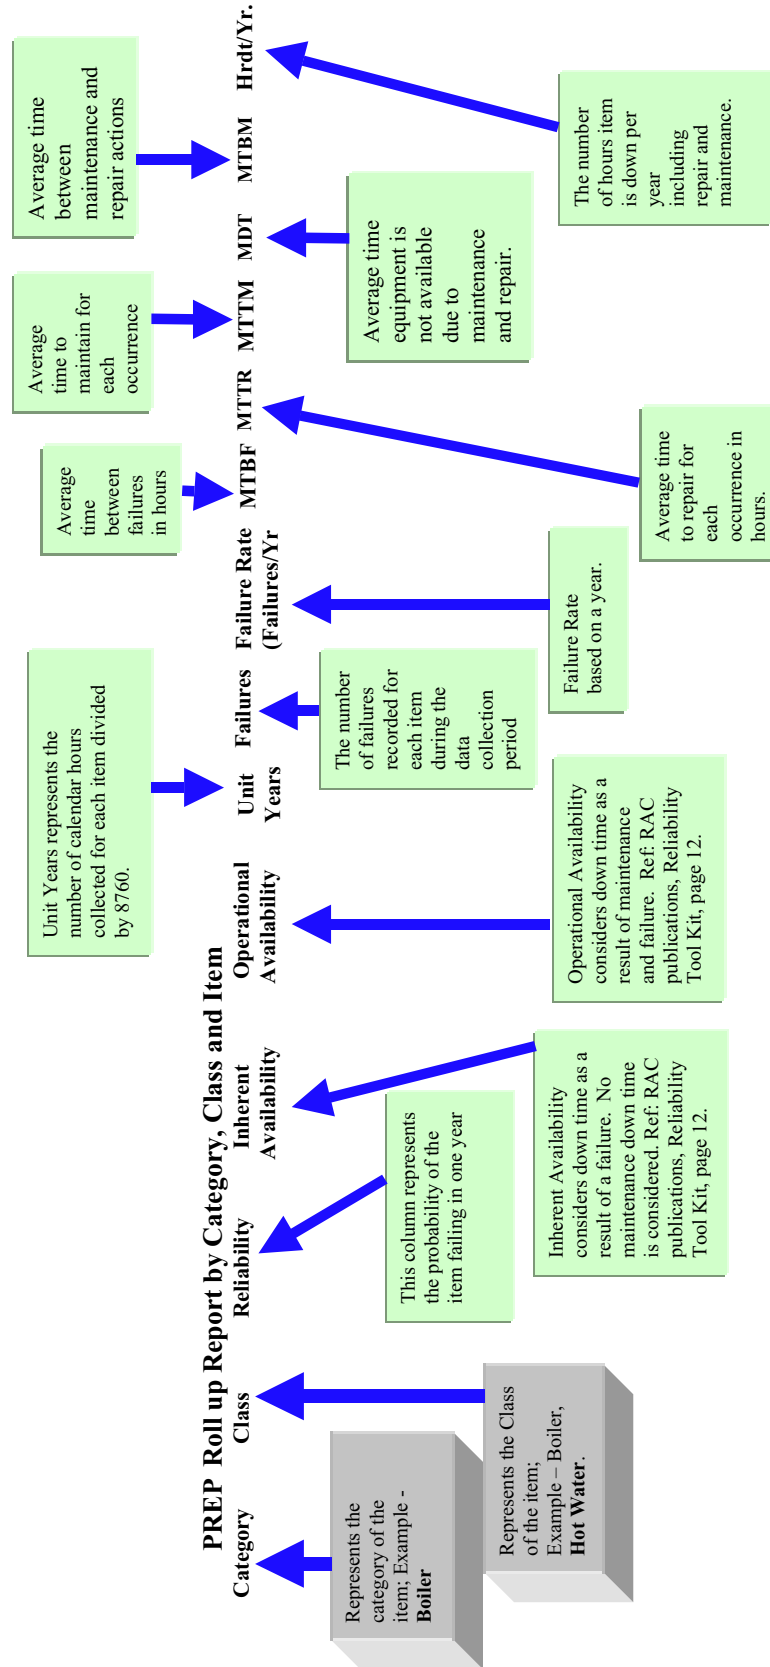 Unit Years represents the
number of calendar hours
collected for each item divided
by 8760.
Average
time
between
failures
in hours
Average
time to
maintain for
each
occurrence
Average time
between
maintenance and
repair actions
PREP Roll up Report by Category, Class and Item
Category
Class
Reliability
Inherent
Availability
Operational
Availability
Unit
Years
Failures
Failure Rate
(Failures/Yr
MTBF
MTTR
MTTM
MDT
MTBM
Hrdt/Yr.
Represents the
category of the
item; Example -
Boiler
Represents the Class
of the item;
Example – Boiler,
Hot Water.
This column represents
the probability of the
item failing in one year
Inherent Availability
considers down time as a
result of a failure. No
maintenance down time
is considered. Ref: RAC
publications, Reliability
Tool Kit, page 12.
Operational Availability
considers down time as a
result of maintenance
and failure. Ref: RAC
publications, Reliability
Tool Kit, page 12.
The number
of failures
recorded for
each item
during the
data
collection
period
Failure Rate
based on a year.
Average time
to repair for
each
occurrence in
hours.
Average time
equipment is
not available
due to
maintenance
and repair.
The number
of hours item
is down per
year
including
repair and
maintenance.